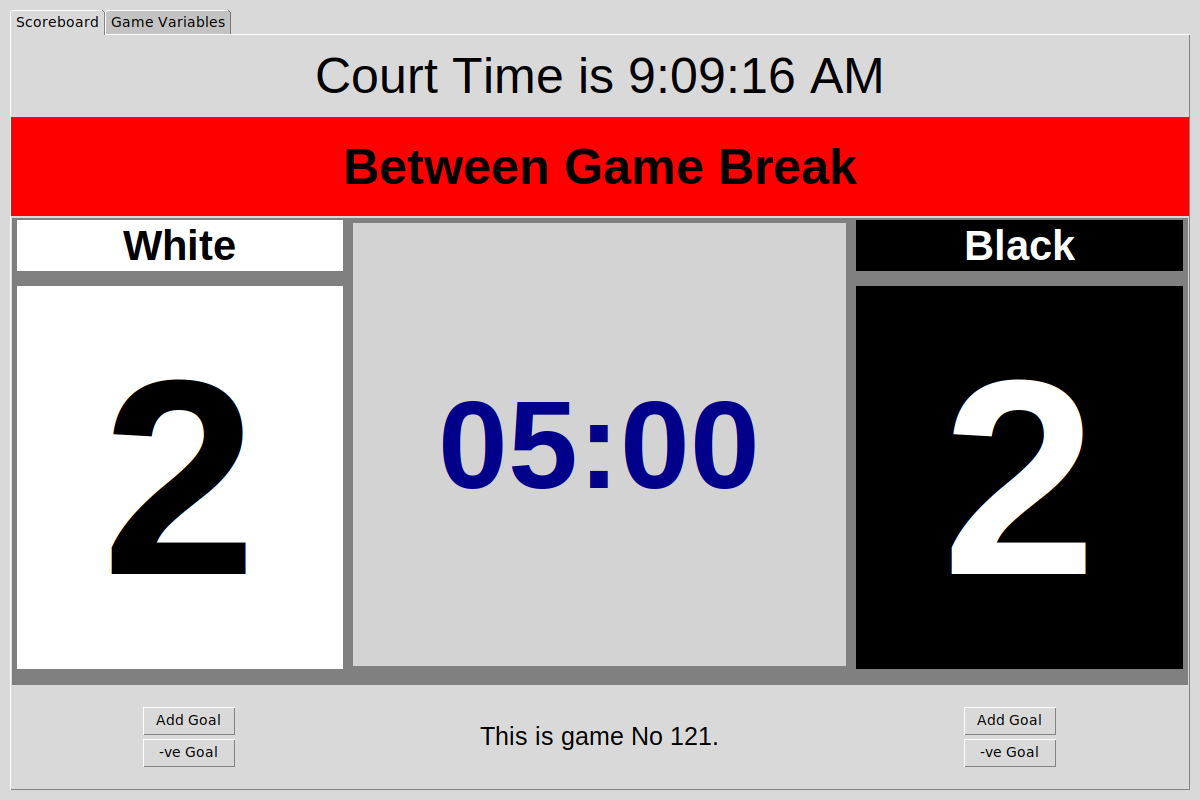 Scoreboard Game Variables
Court Time is 9:09:16 AM
Between Game Break
White
Black
2
05:00
2
Add Goal
-ve Goal
This is game No 121.
Add Goal
-ve Goal